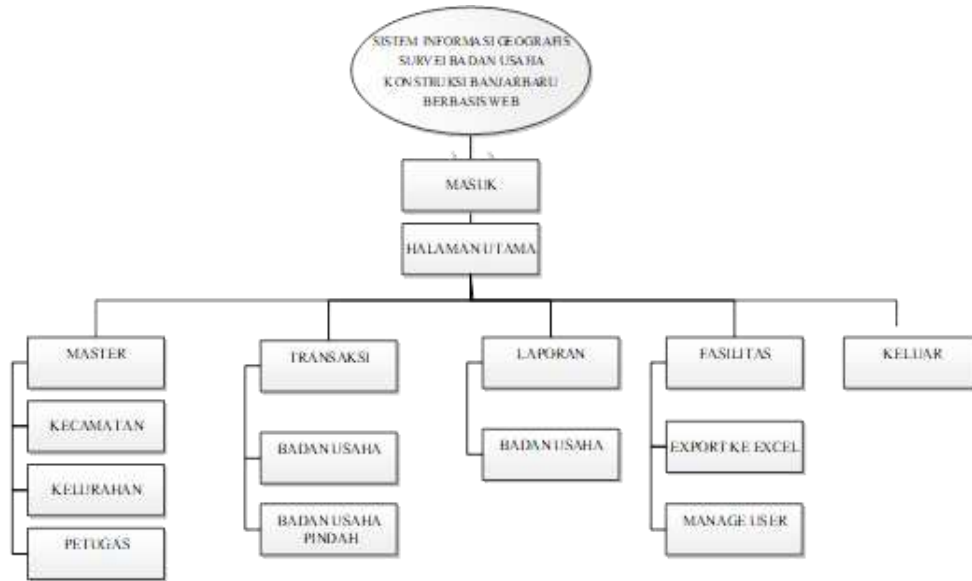 SISTEM INFORMASI GEOGRAFIS
SURVEI BADAN USAHA
KONSTRUKSI BANJARBARU
BERBASIS WEB
MASUK
HALAMAN UTAMA
MASTER
TRANSAKSI
LAPORAN
FASILITAS
KELUAR
KECAMATAN
BADAN USAHA
BADAN USAHA
EXPORT KE EXCEL
KELURAHAN
PETUGAS
BADAN USAHA
PINDAH
MANAGE USER